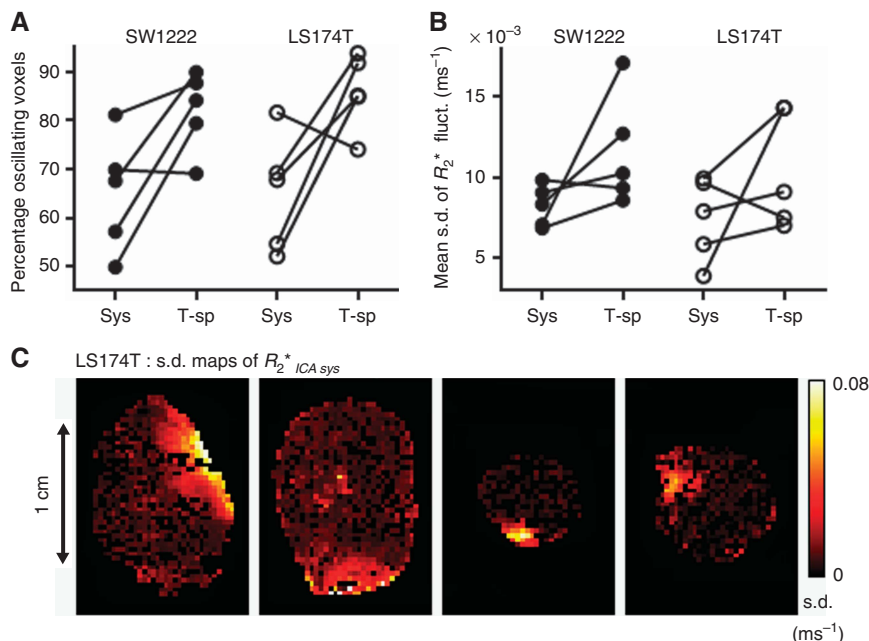 A
SW1222
LS174T
Percentage oscillating voxels
90
80
70
60
50
Sys
T-sp
Sys
T-sp
B
× 10⁻³
SW1222
LS174T
Mean s.d. of R₂* fluct. (ms⁻¹)
15
10
5
Sys
T-sp
Sys
T-sp
C
LS174T : s.d. maps of R₂* ICA sys
1 cm
0.08
0
s.d.
(ms⁻¹)